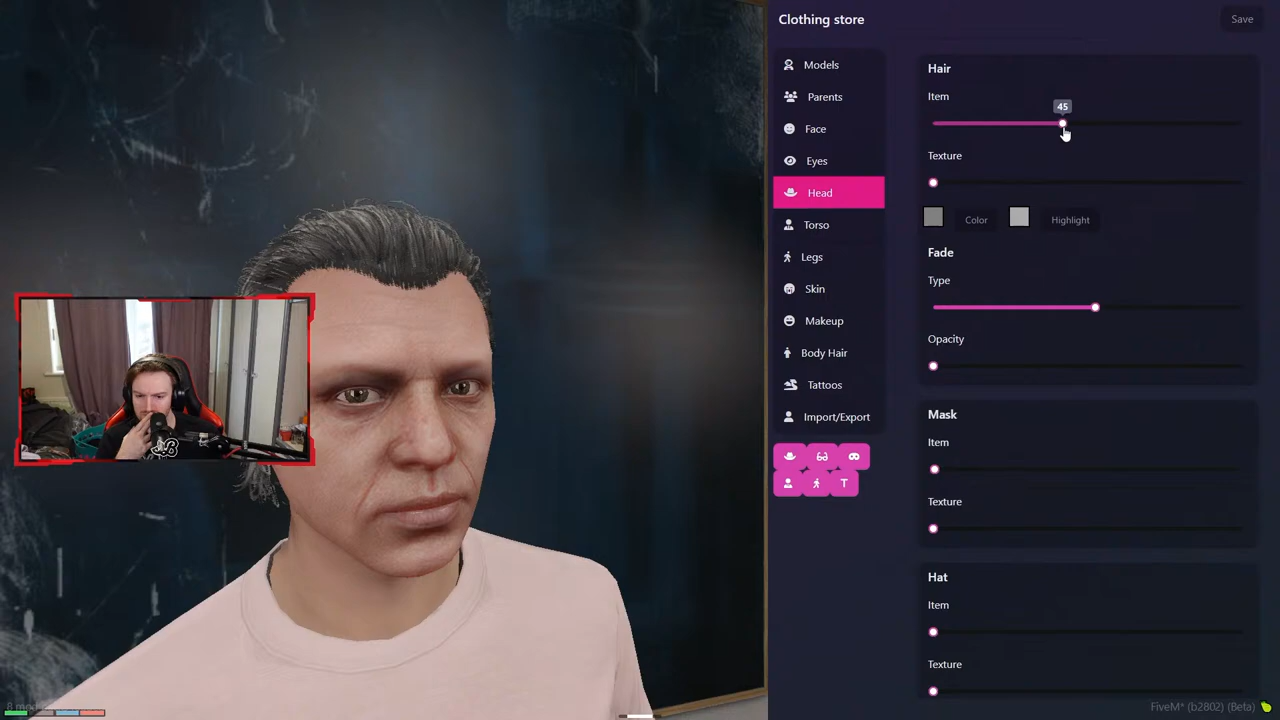 Clothing store
Save
Models
Parents
Face
Eyes
Head
Torso
Legs
Skin
Makeup
Body Hair
Tattoos
Import/Export
T
Hair
Item
45
Texture
Color
Highlight
Fade
Type
Opacity
Mask
Item
Texture
Hat
Item
Texture
FiveM* (b2802) (Beta)